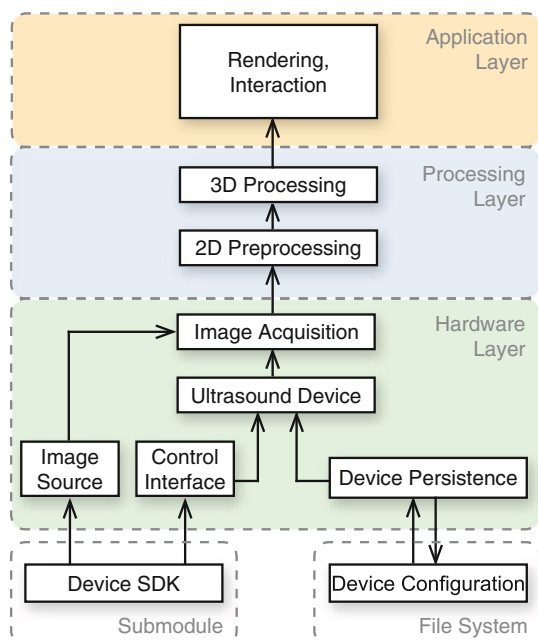 Application
Layer
Rendering,
Interaction
Processing
Layer
3D Processing
2D Preprocessing
Hardware
Layer
Image Acquisition
Ultrasound Device
Image
Source
Control
Interface
Device Persistence
Device SDK
Device Configuration
Submodule
File System